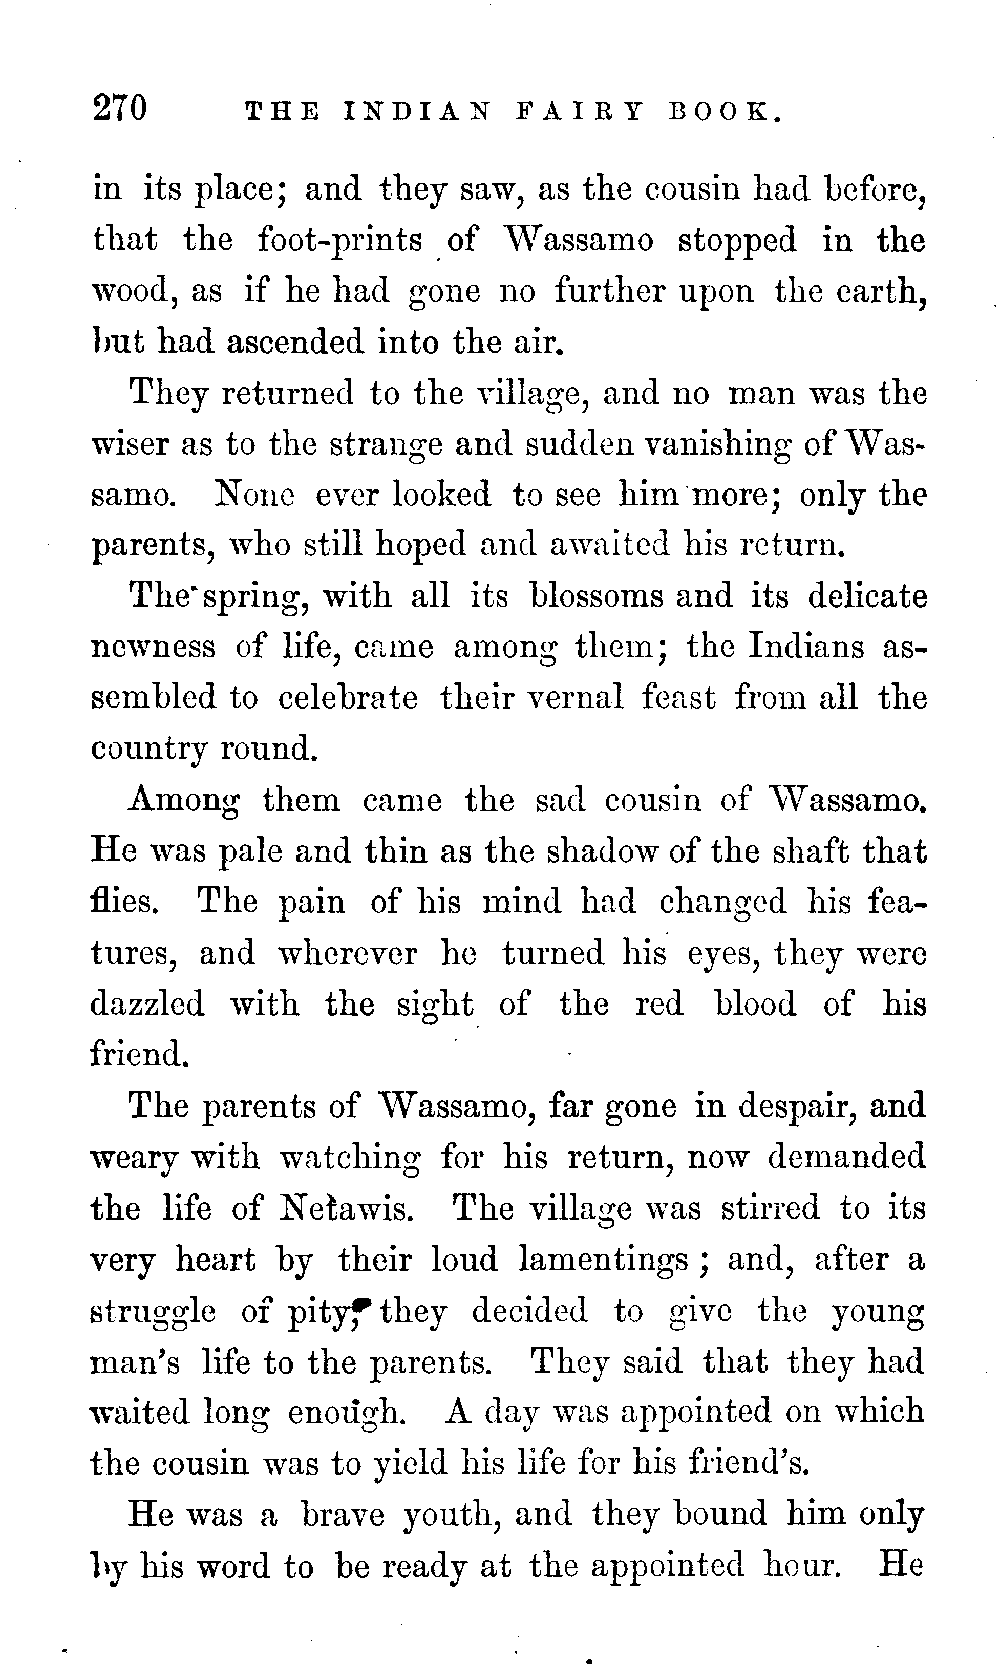 270 THE INDIAN FAIRY BOOK.
in its place; and they saw, as the cousin had before,
that the foot-prints of Wassamo stopped in the
wood, as if he had gone no further upon the earth,
but had ascended into the air.
They returned to the village, and no man was the
wiser as to the strange and sudden vanishing of Was-
samo. None ever looked to see him more; only the
parents, who still hoped and awaited his return.
The spring, with all its blossoms and its delicate
newness of life, came among them; the Indians as-
sembled to celebrate their vernal feast from all the
country round.
Among them came the sad cousin of Wassamo.
He was pale and thin as the shadow of the shaft that
flies. The pain of his mind had changed his fea-
tures, and wherever he turned his eyes, they were
dazzled with the sight of the red blood of his
friend.
The parents of Wassamo, far gone in despair, and
weary with watching for his return, now demanded
the life of Netawis. The village was stirred to its
very heart by their loud lamentings; and, after a
struggle of pity, they decided to give the young
man's life to the parents. They said that they had
waited long enough. A day was appointed on which
the cousin was to yield his life for his friend's.
He was a brave youth, and they bound him only
by his word to be ready at the appointed hour. He